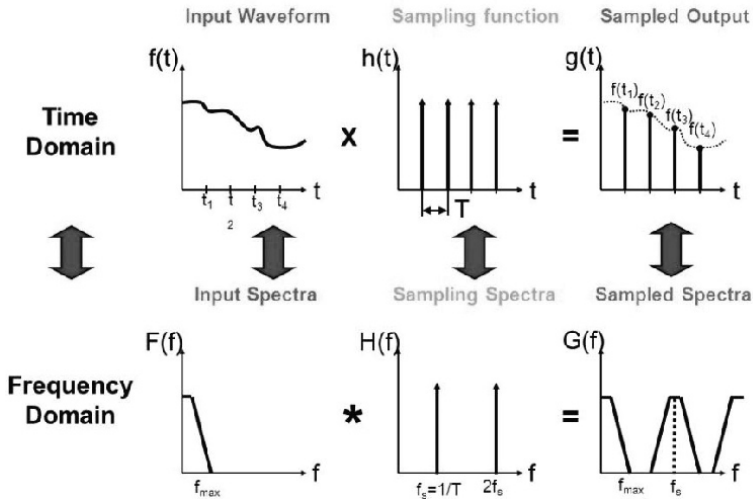 Input Waveform Sampling function Sampled Output
f(t) h(t) g(t)
f(t₁) f(t₂) f(t₃) f(t₄)
Time
Domain
x =
t₁ t t₃ t₄ t t t
2
T
Input Spectra Sampling Spectra Sampled Spectra
F(f) H(f) G(f)
Frequency
Domain
* =
f f f
fmax fₛ=1/T 2fₛ fmax fₛ